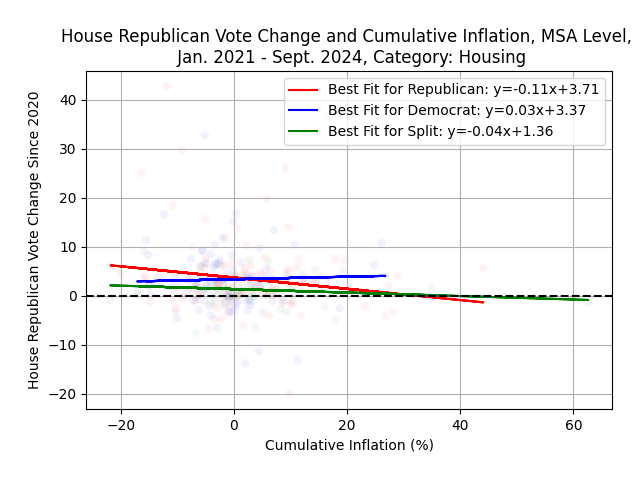 House Republican Vote Change and Cumulative Inflation, MSA Level,
Jan. 2021 - Sept. 2024, Category: Housing
Best Fit for Republican: y=-0.11x+3.71
Best Fit for Democrat: y=0.03x+3.37
Best Fit for Split: y=-0.04x+1.36
House Republican Vote Change Since 2020
40
30
20
10
0
−10
−20
−20
0
20
40
60
Cumulative Inflation (%)